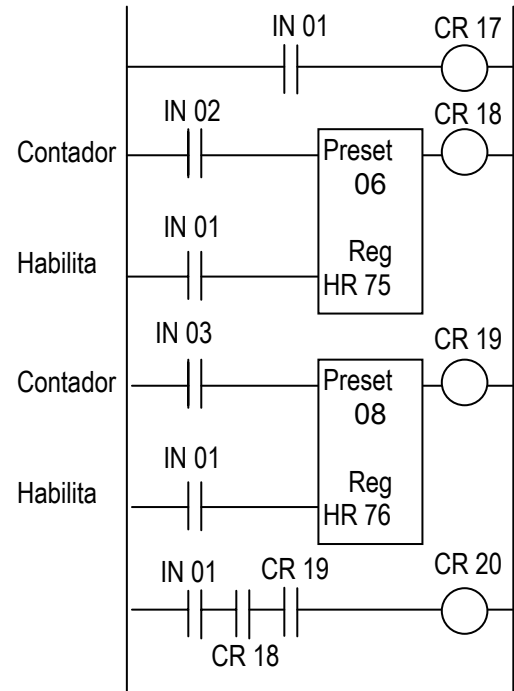 IN 01 CR 17
IN 02 CR 18
Contador Preset
06
IN 01
Habilita Reg
HR 75
IN 03 CR 19
Contador Preset
08
IN 01
Habilita Reg
HR 76
IN 01 CR 19 CR 20
CR 18